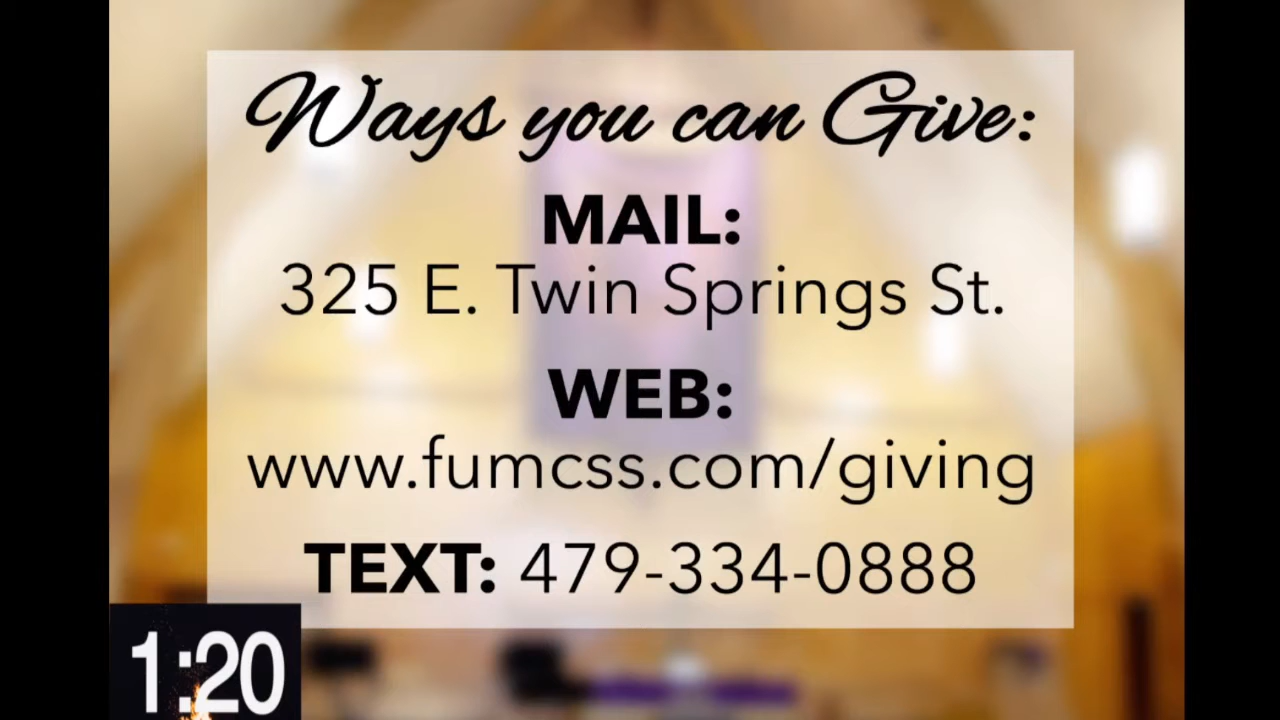 Ways you can Give:
MAIL:
325 E. Twin Springs St.
WEB:
www.fumcss.com/giving
TEXT: 479-334-0888
1:20